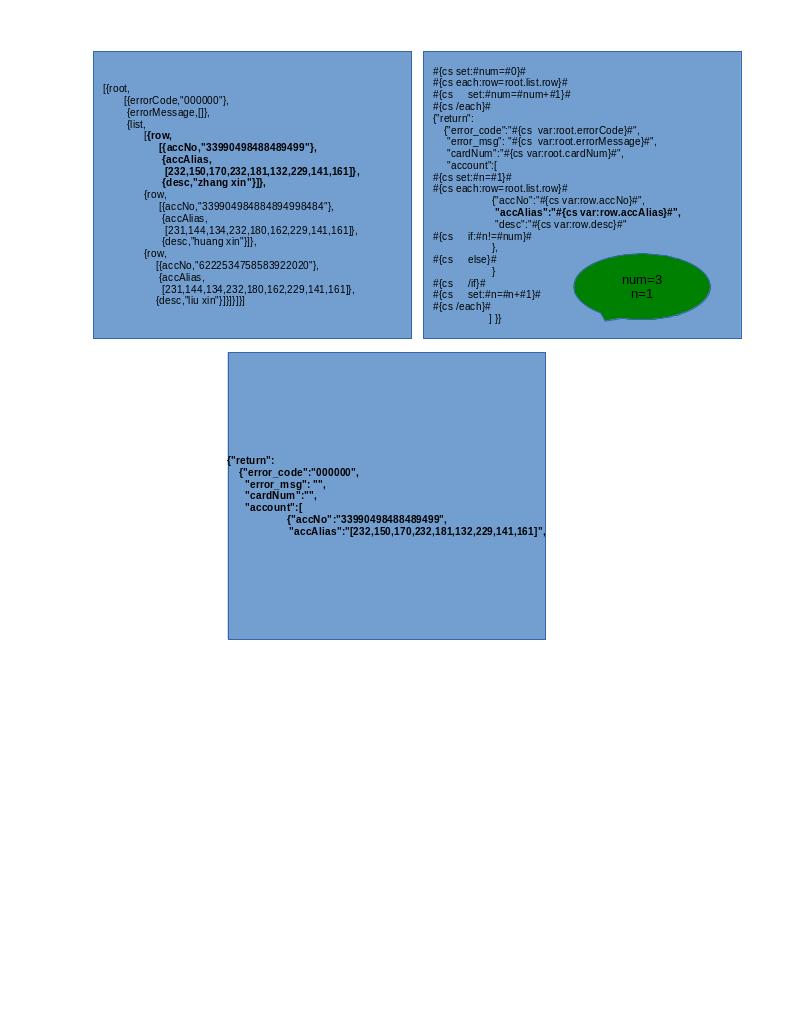 [{root,
[{errorCode,"000000"},
{errorMessage,[]},
{list,
[{row,
[{accNo,"33990498488489499"},
{accAlias,
[232,150,170,232,181,132,229,141,161]},
{desc,"zhang xin"}]},
{row,
[{accNo,"339904984884894998484"},
{accAlias,
[231,144,134,232,180,162,229,141,161]},
{desc,"huang xin"}]},
{row,
[{accNo,"6222534758583922020"},
{accAlias,
[231,144,134,232,180,162,229,141,161]},
{desc,"liu xin"}]}]}]}]
#{cs set:#num=#0}#
#{cs each:row=root.list.row}#
#{cs set:#num=#num+#1}#
#{cs /each}#
{"return":
{"error_code":"#{cs var:root.errorCode}#",
"error_msg": "#{cs var:root.errorMessage}#",
"cardNum":"#{cs var:root.cardNum}#",
"account":[
#{cs set:#n=#1}#
#{cs each:row=root.list.row}#
{"accNo":"#{cs var:row.accNo}#",
"accAlias":"#{cs var:row.accAlias}#",
"desc":"#{cs var:row.desc}#"
#{cs if:#n!=#num}#
},
#{cs else}#
}
#{cs /if}#
#{cs set:#n=#n+#1}#
#{cs /each}#
] }}
num=3
n=1
{"return":
{"error_code":"000000",
"error_msg": "",
"cardNum":"",
"account":[
{"accNo":"33990498488489499",
"accAlias":"[232,150,170,232,181,132,229,141,161]",